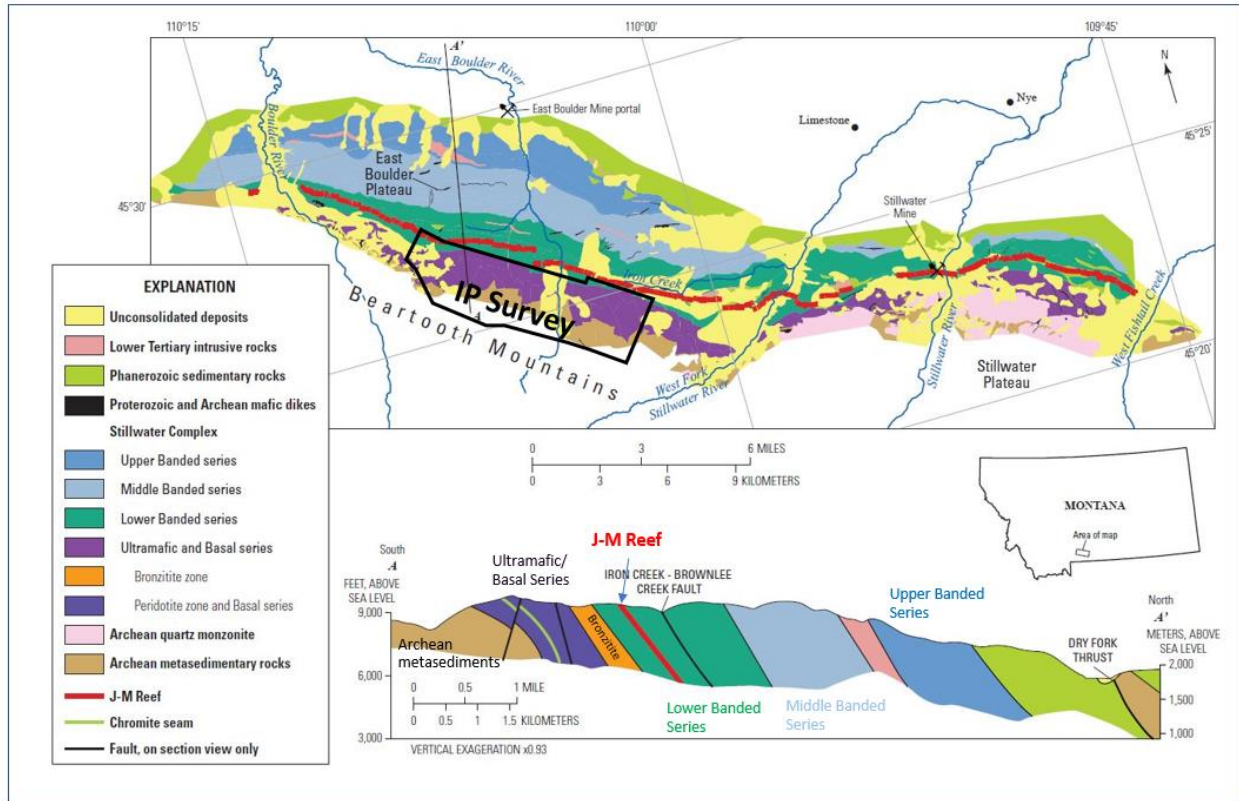 110°15'
110°00'
109°45'
A'
East Boulder River
N
Boulder River
East Boulder Mine portal
Nye
Limestone
45°25'
East
Boulder
Plateau
45°30'
Stillwater
Mine
Iron Creek
IP Survey
A
Beartooth Mountains
West Fork
Stillwater River
Stillwater River
Stillwater
Plateau
West Fishtail Creek
45°20'
EXPLANATION
Unconsolidated deposits
Lower Tertiary intrusive rocks
Phanerozoic sedimentary rocks
Proterozoic and Archean mafic dikes
Stillwater Complex
Upper Banded series
Middle Banded series
Lower Banded series
Ultramafic and Basal series
Bronzitite zone
Peridotite zone and Basal series
Archean quartz monzonite
Archean metasedimentary rocks
J-M Reef
Chromite seam
Fault, on section view only
0 3 6 MILES
0 3 6 9 KILOMETERS
MONTANA
Area of map
J-M Reef
South
A
FEET, ABOVE
SEA LEVEL
Ultramafic/
Basal Series
IRON CREEK - BROWNLEE
CREEK FAULT
Upper Banded
Series
North
A'
METERS, ABOVE
SEA LEVEL
DRY FORK
THRUST
9,000
6,000
3,000
2,000
1,500
1,000
Archean
metasediments
Bronzitite
0 0.5 1 MILE
0 0.5 1 1.5 KILOMETERS
Lower Banded
Series
Middle Banded
Series
VERTICAL EXAGERATION x0.93